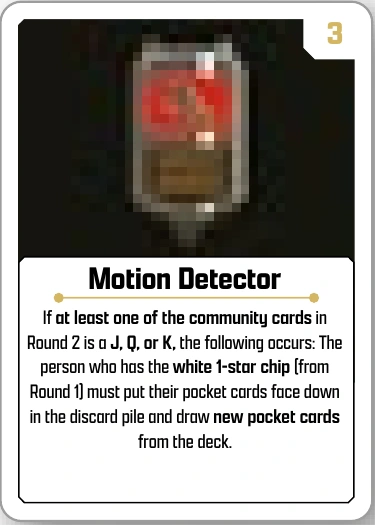 3
Motion Detector
If at least one of the community cards in
Round 2 is a J, Q, or K, the following occurs: The
person who has the white 1-star chip (from
Round 1) must put their pocket cards face down
in the discard pile and draw new pocket cards
from the deck.